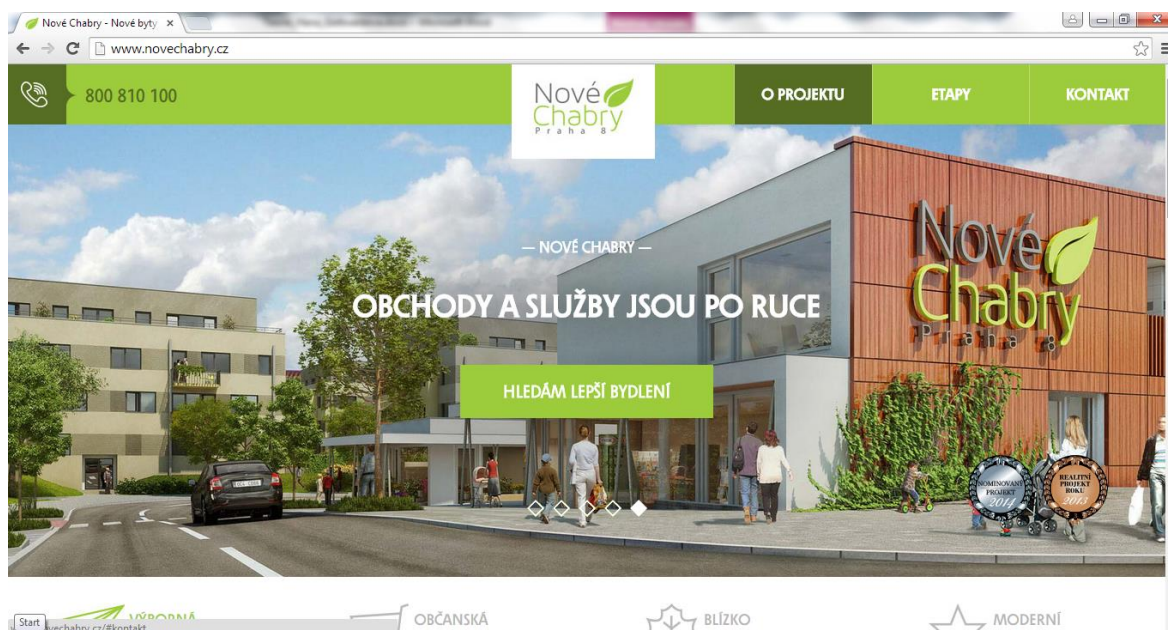 Nové Chabry - Nové byty
www.novechabry.cz
800 810 100
Nové
Chabry
Praha 8
O PROJEKTU
ETAPY
KONTAKT
— NOVÉ CHABRY —
OBCHODY A SLUŽBY JSOU PO RUCE
HLEDÁM LEPŠÍ BYDLENÍ
Nové
Chabry
Praha 8
NOMINOVANÝ
PROJEKT
2014
REALITNÍ
PROJEKT
ROKU
2013
VÝBORNÁ
OBČANSKÁ
BLÍZKO
MODERNÍ
Start
vechabry.cz/#kontakt